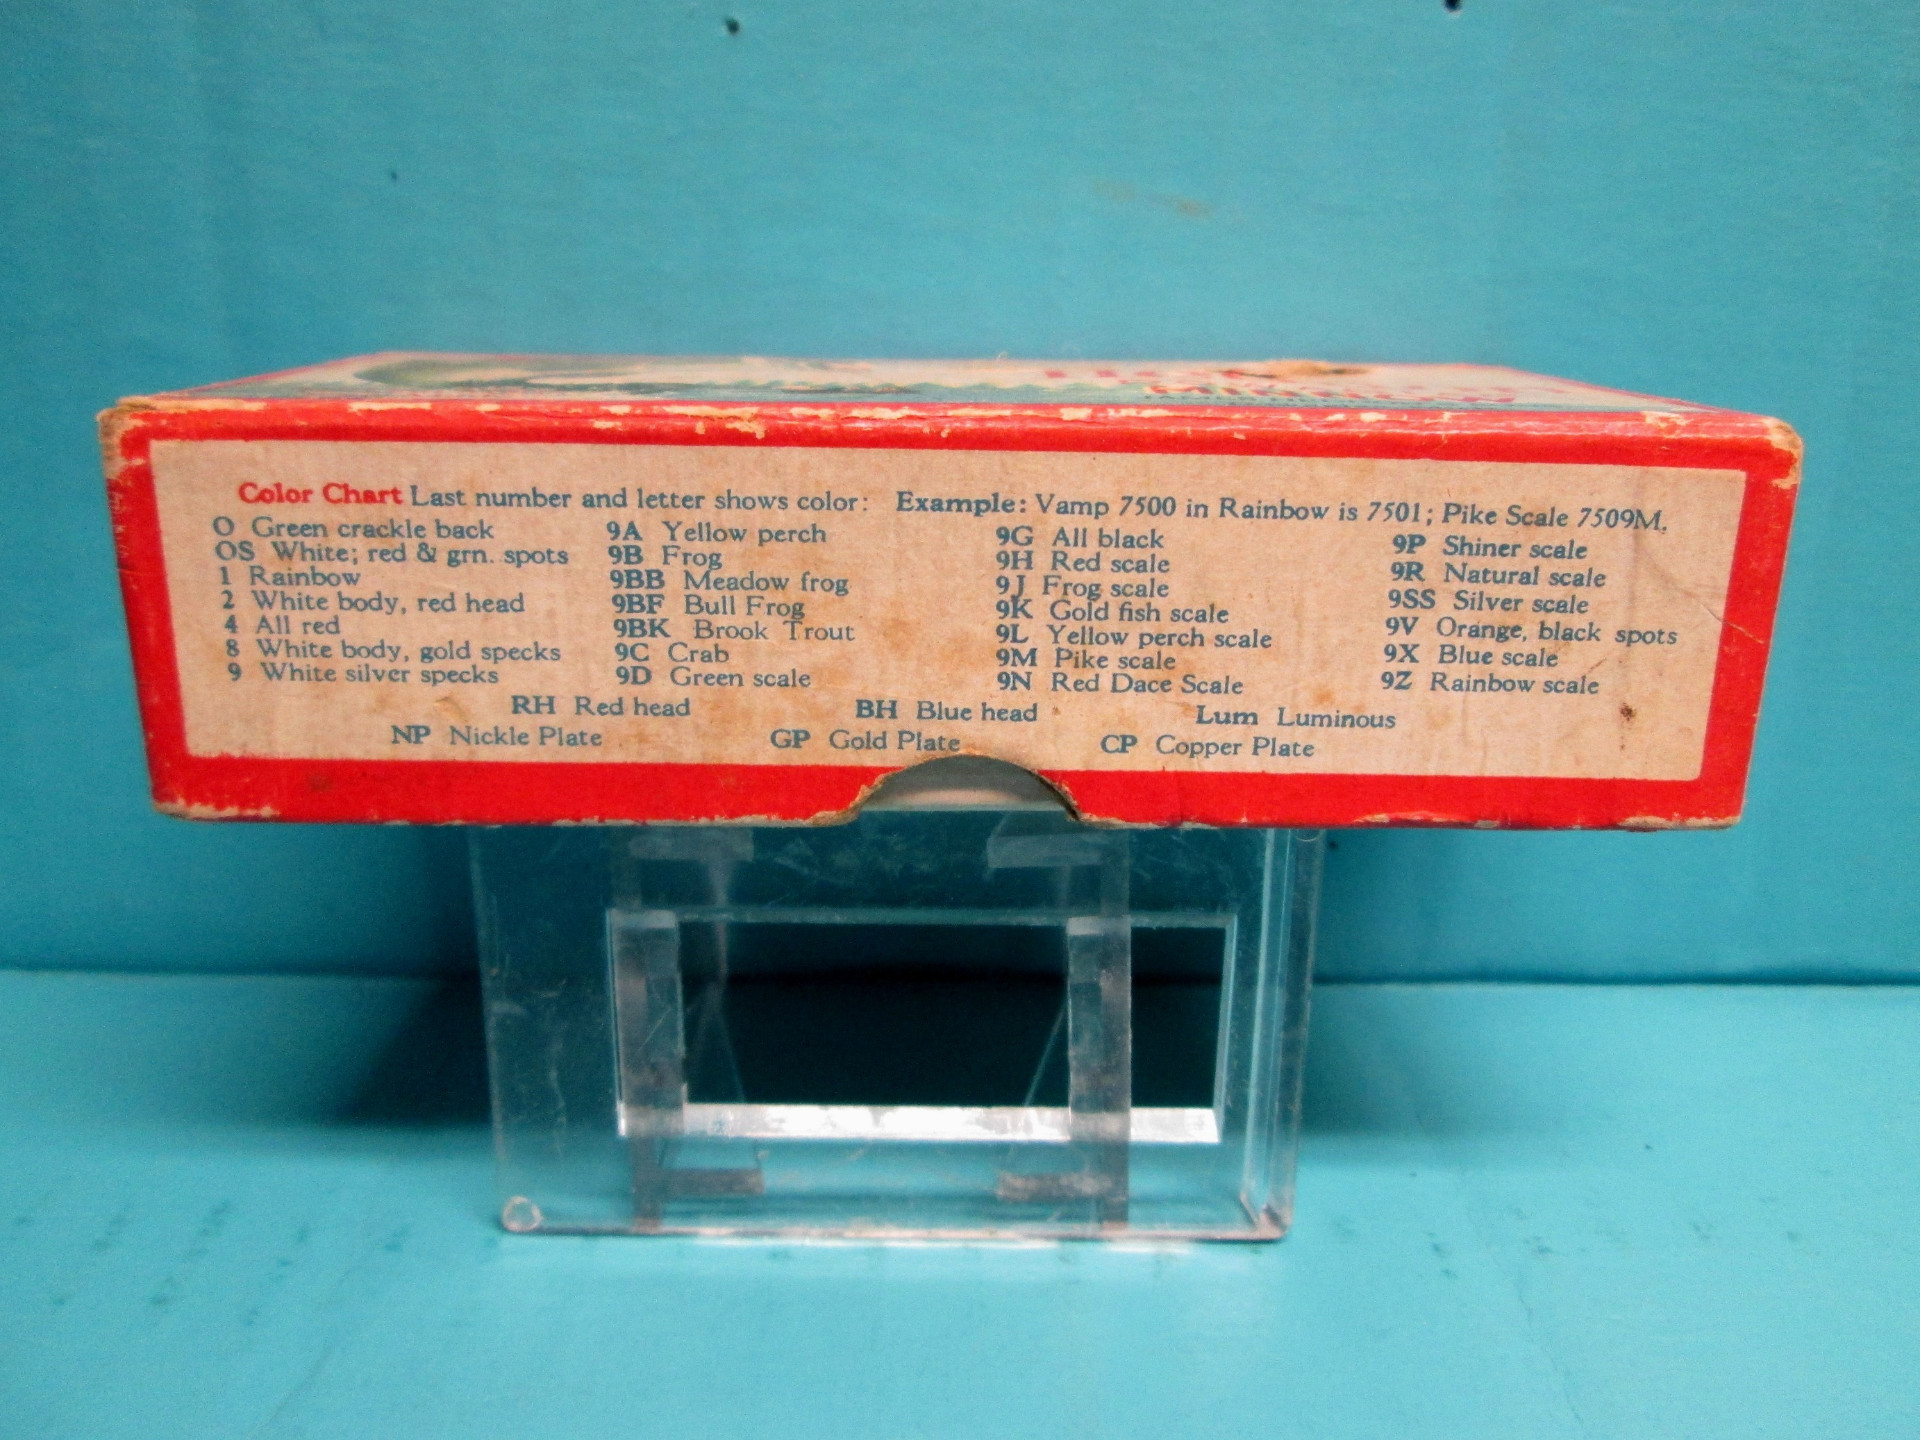 MINNOW
Color Chart Last number and letter shows color: Example: Vamp 7500 in Rainbow is 7501; Pike Scale 7509M.
O Green crackle back
OS White; red & grn. spots
1 Rainbow
2 White body, red head
4 All red
8 White body, gold specks
9 White silver specks
9A Yellow perch
9B Frog
9BB Meadow frog
9BF Bull Frog
9BK Brook Trout
9C Crab
9D Green scale
9G All black
9H Red scale
9J Frog scale
9K Gold fish scale
9L Yellow perch scale
9M Pike scale
9N Red Dace Scale
9P Shiner scale
9R Natural scale
9SS Silver scale
9V Orange, black spots
9X Blue scale
9Z Rainbow scale
RH Red head BH Blue head Lum Luminous
NP Nickle Plate GP Gold Plate CP Copper Plate